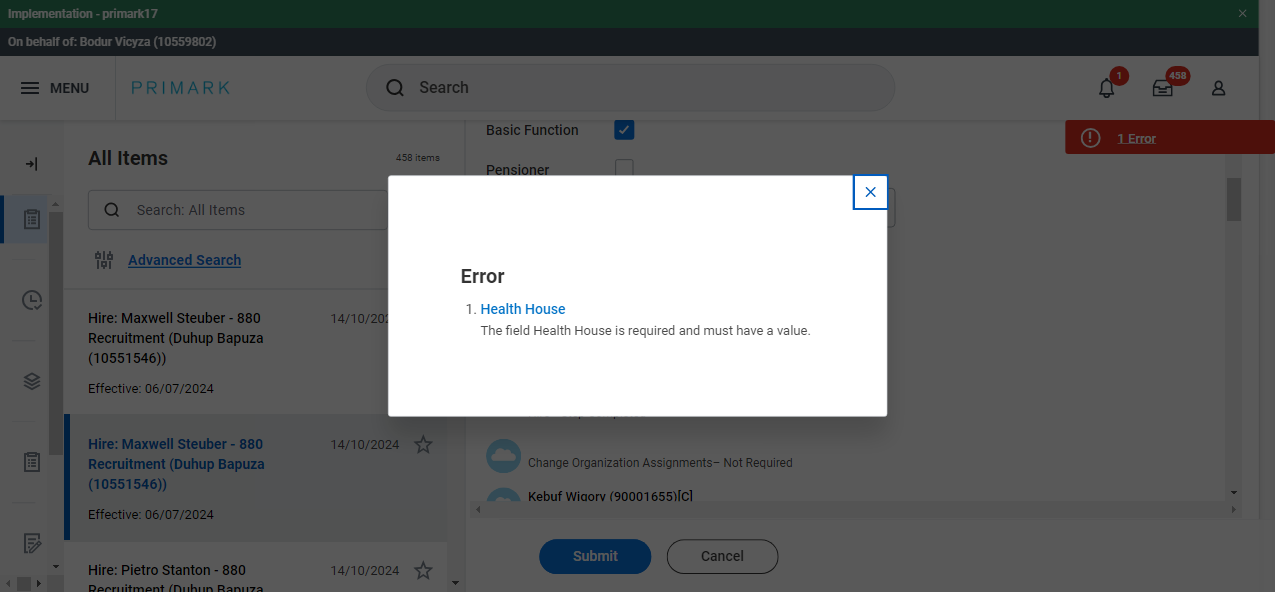 Implementation - primark17
On behalf of: Bodur Vicyza (10559802)
MENU
PRIMARK
Search
1
458
1 Error
All Items
458 items
Search: All Items
Advanced Search
Hire: Maxwell Steuber - 880
14/10/202
Recruitment (Duhup Bapuza
(10551546))
Effective: 06/07/2024
Hire: Maxwell Steuber - 880
14/10/2024
Recruitment (Duhup Bapuza
(10551546))
Effective: 06/07/2024
Hire: Pietro Stanton - 880
14/10/2024
Recruitment (Duhup Bapuza
Basic Function
Pensioner
Error
1. Health House
The field Health House is required and must have a value.
Change Organization Assignments– Not Required
Kebuf Wigory (90001655)[C]
Submit
Cancel